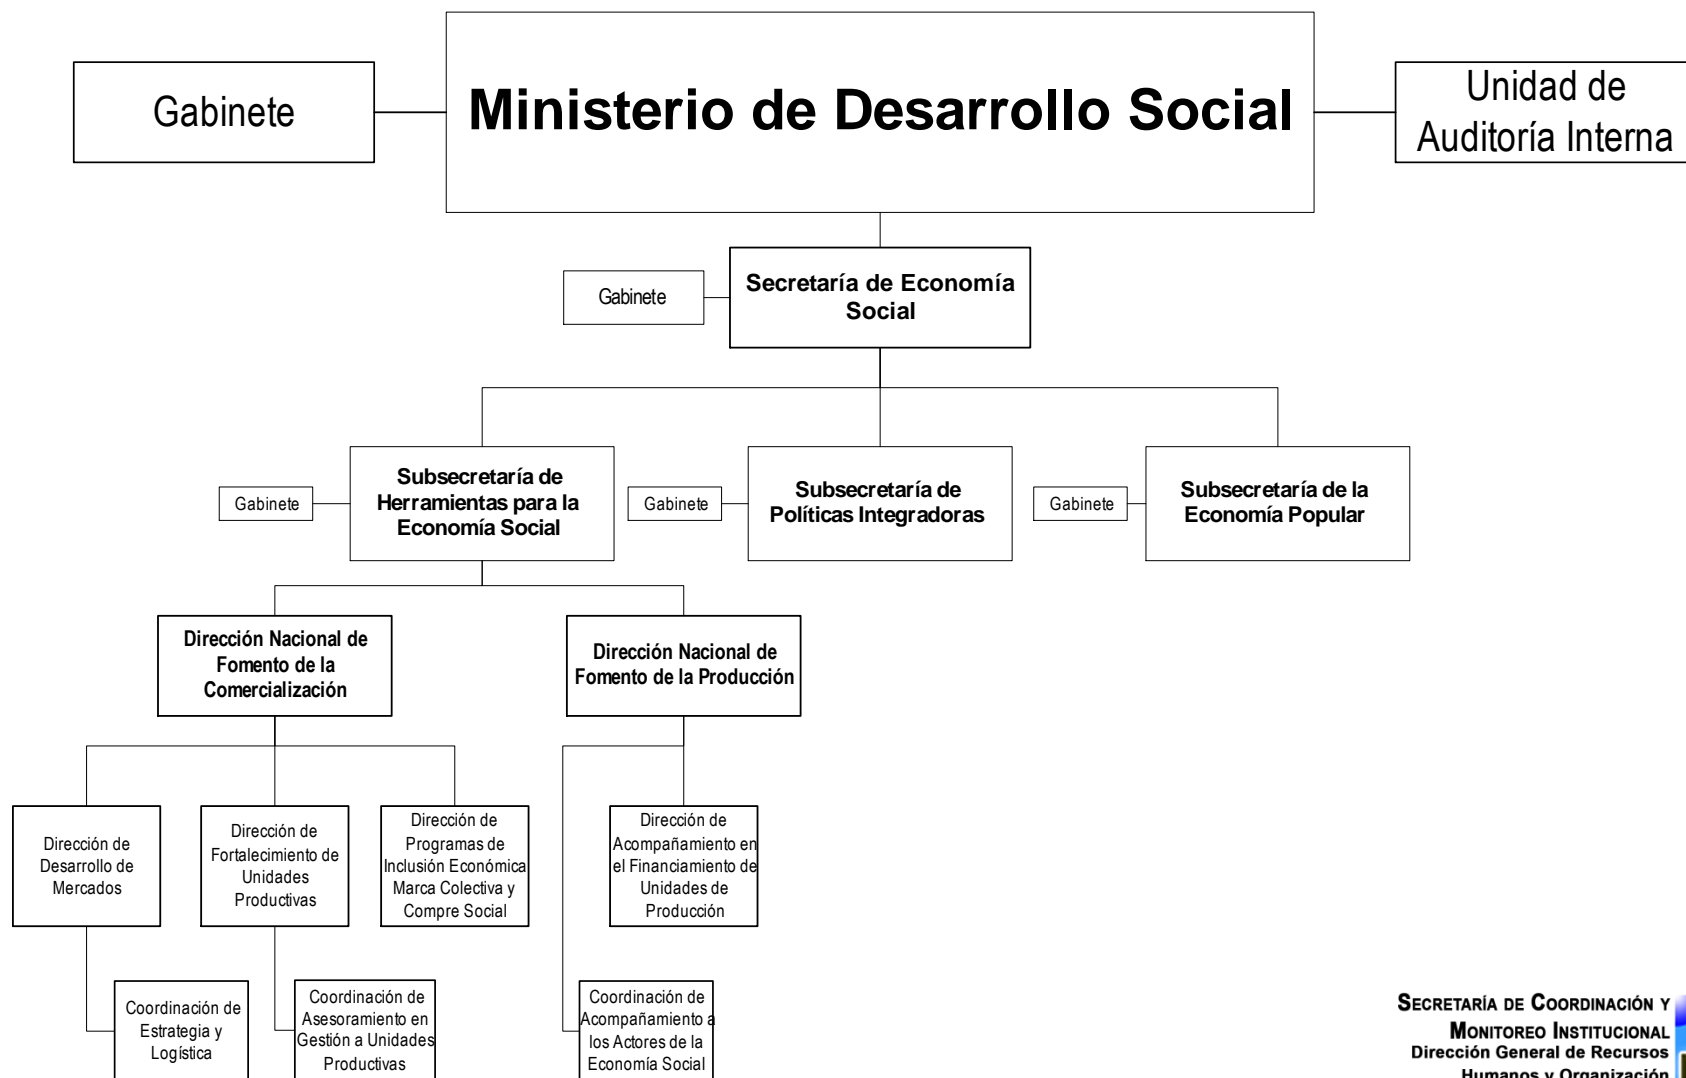 Gabinete
Ministerio de Desarrollo Social
Unidad de
Auditoría Interna
Gabinete
Secretaría de Economía
Social
Gabinete
Subsecretaría de
Herramientas para la
Economía Social
Gabinete
Subsecretaría de
Políticas Integradoras
Gabinete
Subsecretaría de la
Economía Popular
Dirección Nacional de
Fomento de la
Comercialización
Dirección Nacional de
Fomento de la Producción
Dirección de
Desarrollo de
Mercados
Dirección de
Fortalecimiento de
Unidades
Productivas
Dirección de
Programas de
Inclusión Económica
Marca Colectiva y
Compre Social
Dirección de
Acompañamiento en
el Financiamiento de
Unidades de
Producción
Coordinación de
Estrategia y
Logística
Coordinación de
Asesoramiento en
Gestión a Unidades
Productivas
Coordinación de
Acompañamiento a
los Actores de la
Economía Social
SECRETARÍA DE COORDINACIÓN Y
MONITOREO INSTITUCIONAL
Dirección General de Recursos
Humanos y Organización